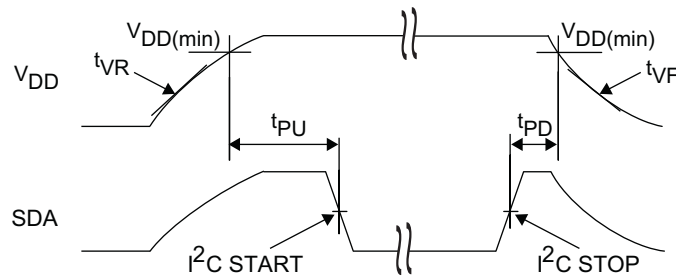 VDD(min)
VDD(min)
tVR
tVF
VDD
tPU
tPD
SDA
I²C START
I²C STOP